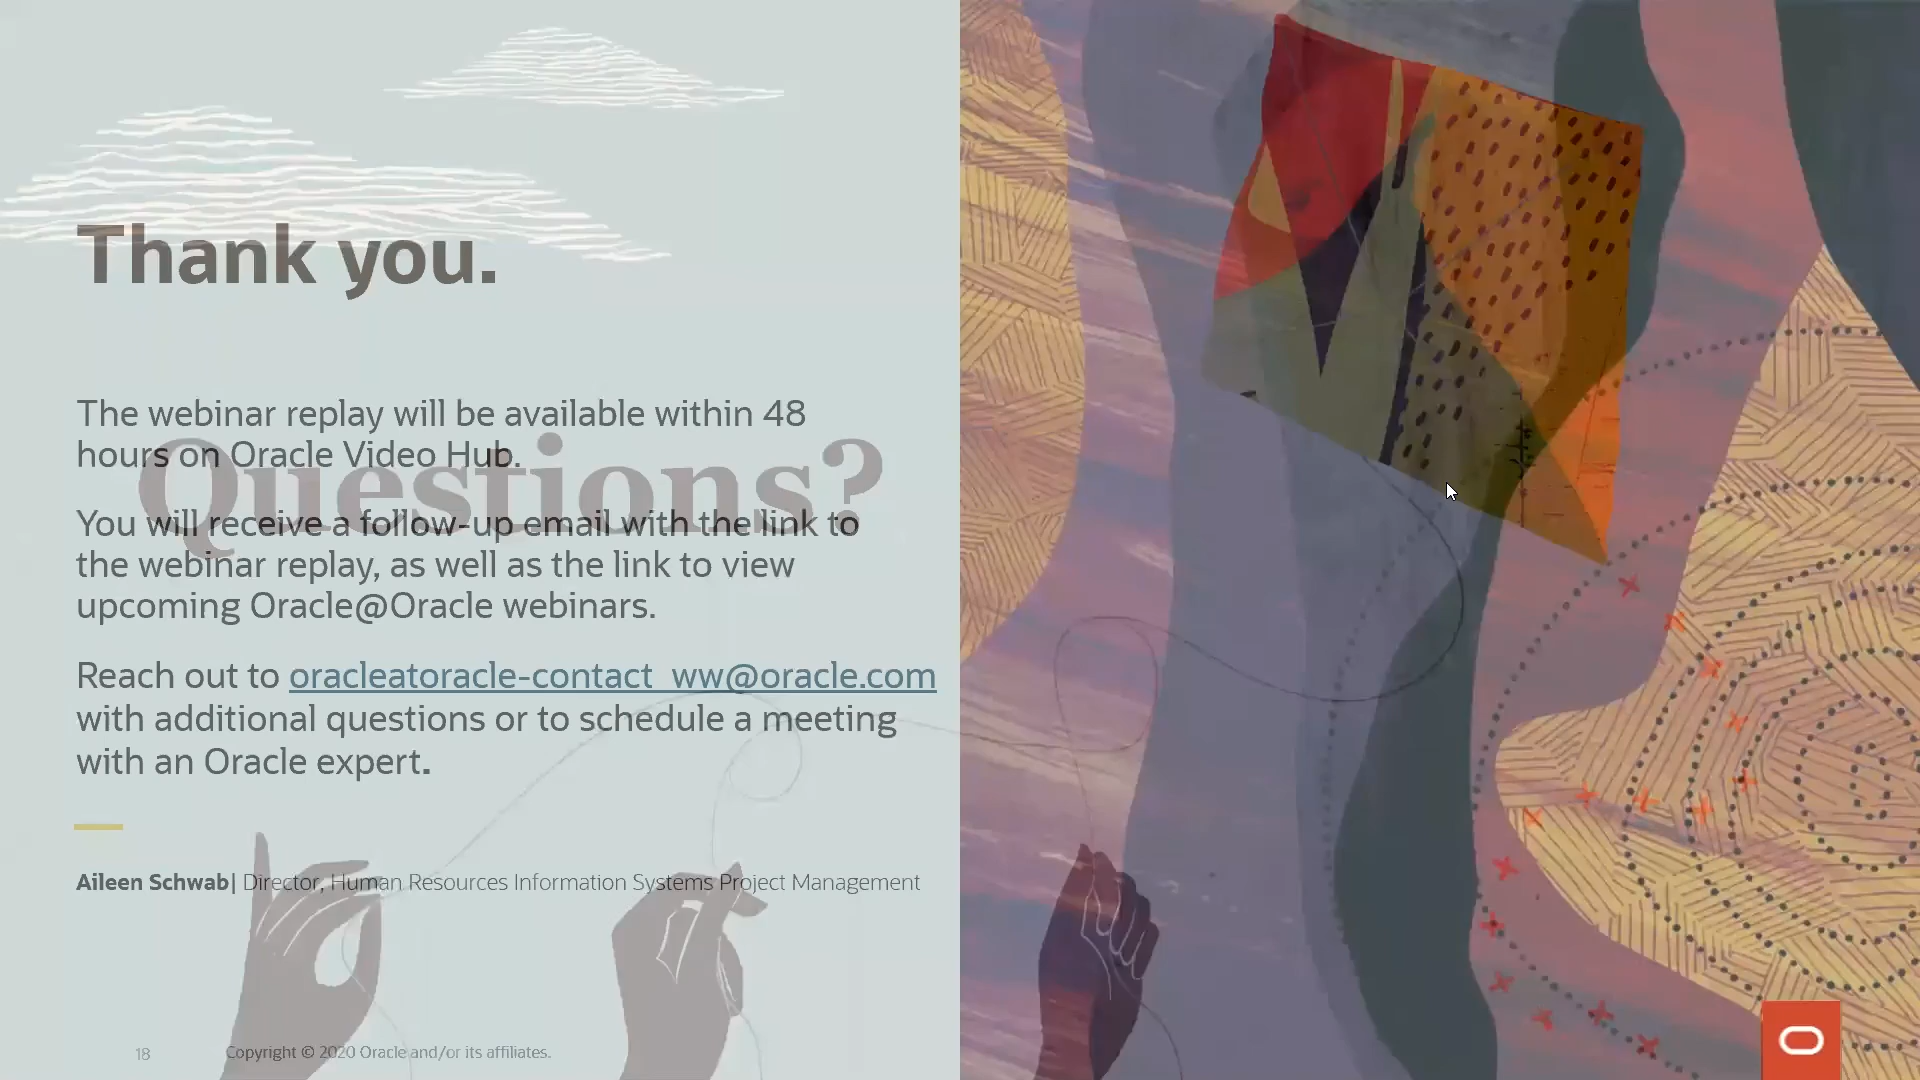 Thank you.
The webinar replay will be available within 48
hours on Oracle Video Hub.
Questions?
You will receive a follow-up email with the link to
the webinar replay, as well as the link to view
upcoming Oracle@Oracle webinars.
Reach out to oracleatoracle-contact_ww@oracle.com
with additional questions or to schedule a meeting
with an Oracle expert.
Aileen Schwab| Director, Human Resources Information Systems Project Management
18 Copyright © 2020 Oracle and/or its affiliates.